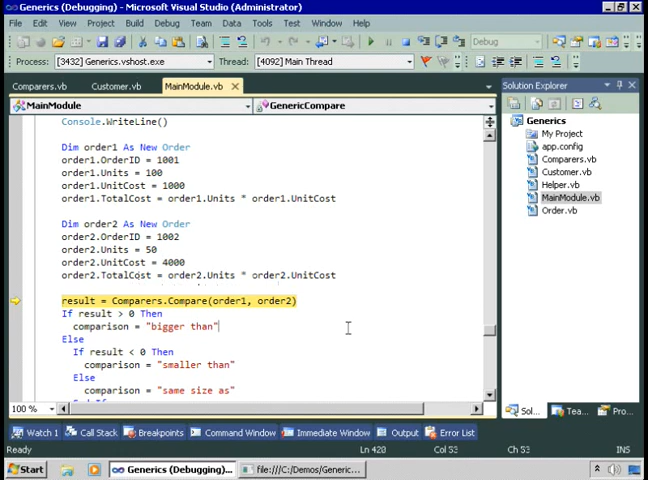 Generics (Debugging) - Microsoft Visual Studio (Administrator)
File Edit View Project Build Debug Team Data Tools Test Window Help
Debug
Process: [3432] Generics.vshost.exe Thread: [4092] Main Thread
Comparers.vb Customer.vb MainModule.vb
Solution Explorer
MainModule GenericCompare
Console.WriteLine()
Dim order1 As New Order
order1.OrderID = 1001
order1.Units = 100
order1.UnitCost = 1000
order1.TotalCost = order1.Units * order1.UnitCost
Dim order2 As New Order
order2.OrderID = 1002
order2.Units = 50
order2.UnitCost = 4000
order2.TotalCost = order2.Units * order2.UnitCost
result = Comparers.Compare(order1, order2)
If result > 0 Then
comparison = "bigger than"
Else
If result < 0 Then
comparison = "smaller than"
Else
comparison = "same size as"
100 %
Generics
My Project
app.config
Comparers.vb
Customer.vb
Helper.vb
MainModule.vb
Order.vb
Sol... Tea... Pro...
Watch 1 Call Stack Breakpoints Command Window Immediate Window Output Error List
Ready Ln 420 Col 53 Ch 53 INS
Start Generics (Debugging)... file:///C:/Demos/Generic...